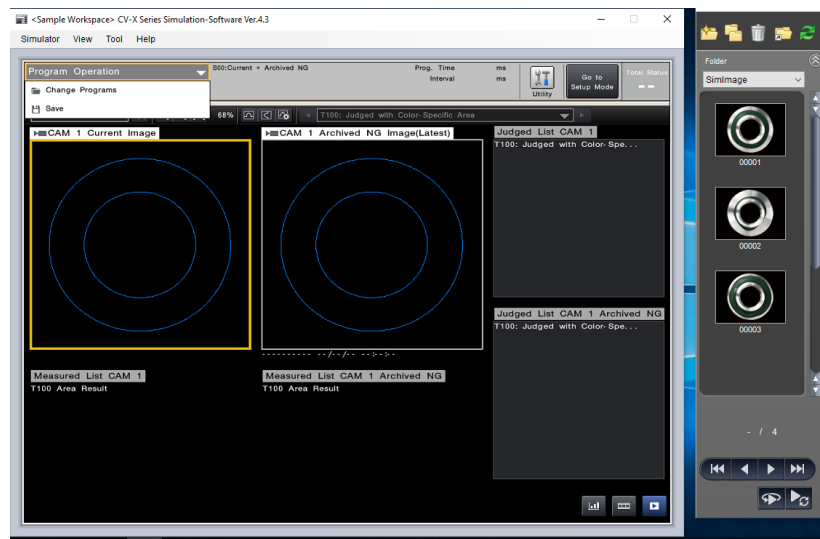 <Sample Workspace> CV-X Series Simulation-Software Ver.4.3
Simulator View Tool Help
Program Operation
S00:Current + Archived NG
Prog. Time ms
Interval ms
Utility
Go to
Setup Mode
Total Status
--
Change Programs
Save
68%
T100: Judged with Color-Specific Area
CAM 1 Current Image
CAM 1 Archived NG Image(Latest)
Judged List CAM 1
T100: Judged with Color-Spe...
Judged List CAM 1 Archived NG
T100: Judged with Color-Spe...
---------- --/--/-- --:--:--
Measured List CAM 1
T100 Area Result
Measured List CAM 1 Archived NG
T100 Area Result
Folder
SimImage
00001
00002
00003
- / 4